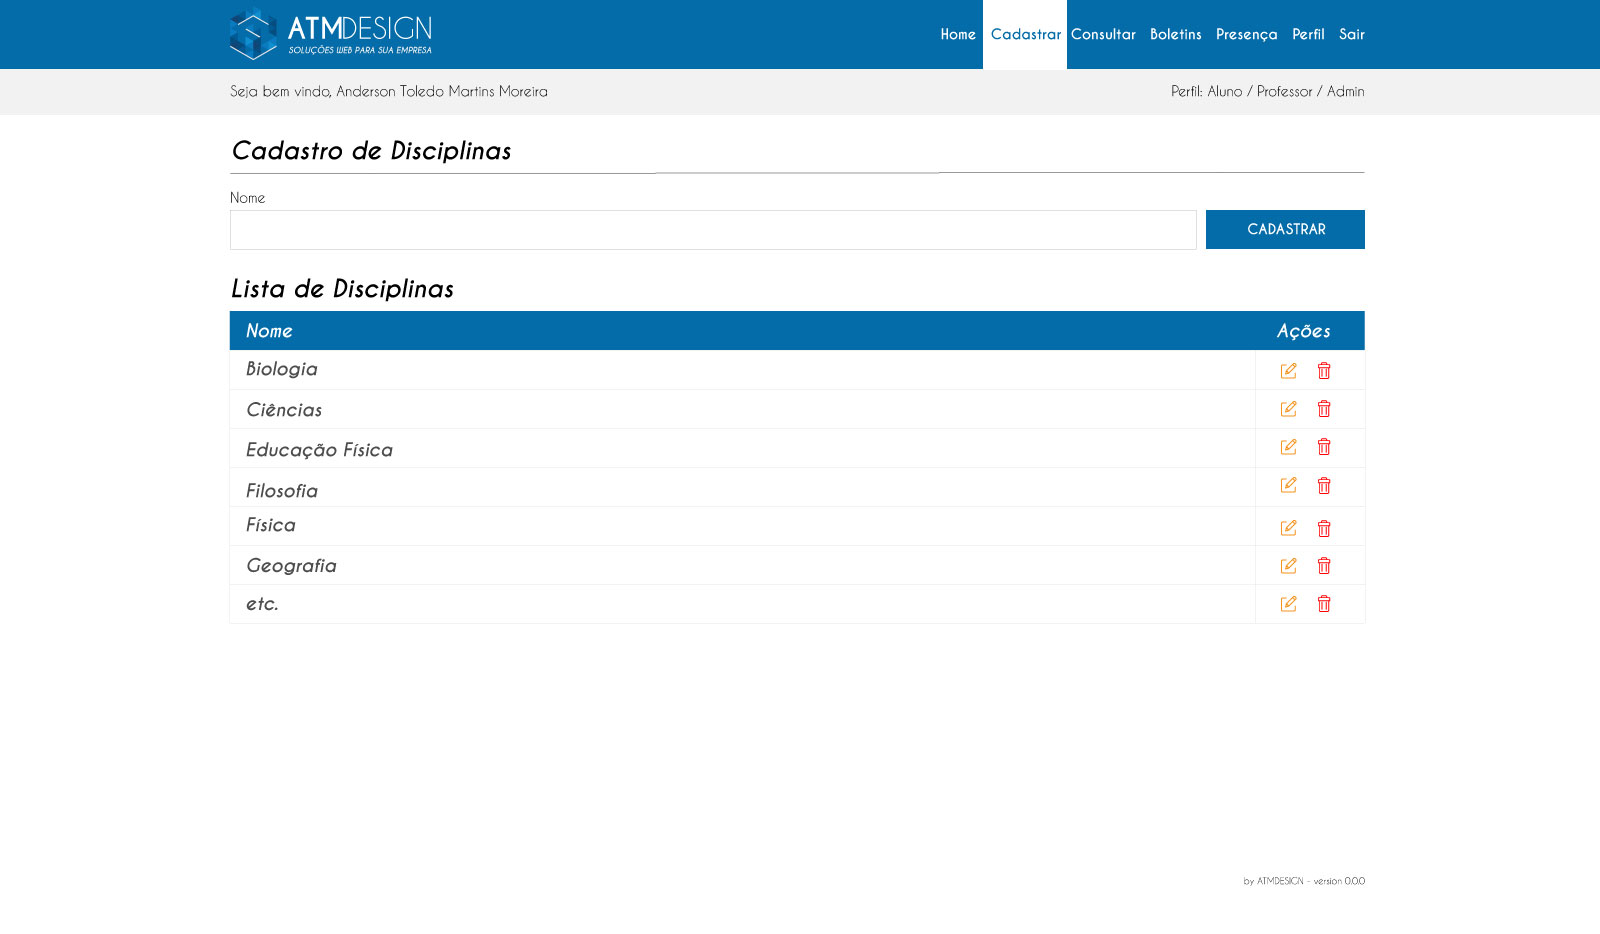 ATMDESIGN
SOLUÇÕES WEB PARA SUA EMPRESA
Home Cadastrar Consultar Boletins Presença Perfil Sair
Seja bem vindo, Anderson Toledo Martins Moreira
Perfil: Aluno / Professor / Admin
Cadastro de Disciplinas
Nome
CADASTRAR
Lista de Disciplinas
Nome Ações
Biologia
Ciências
Educação Física
Filosofia
Física
Geografia
etc.
by ATMDESIGN - version 0.0.0